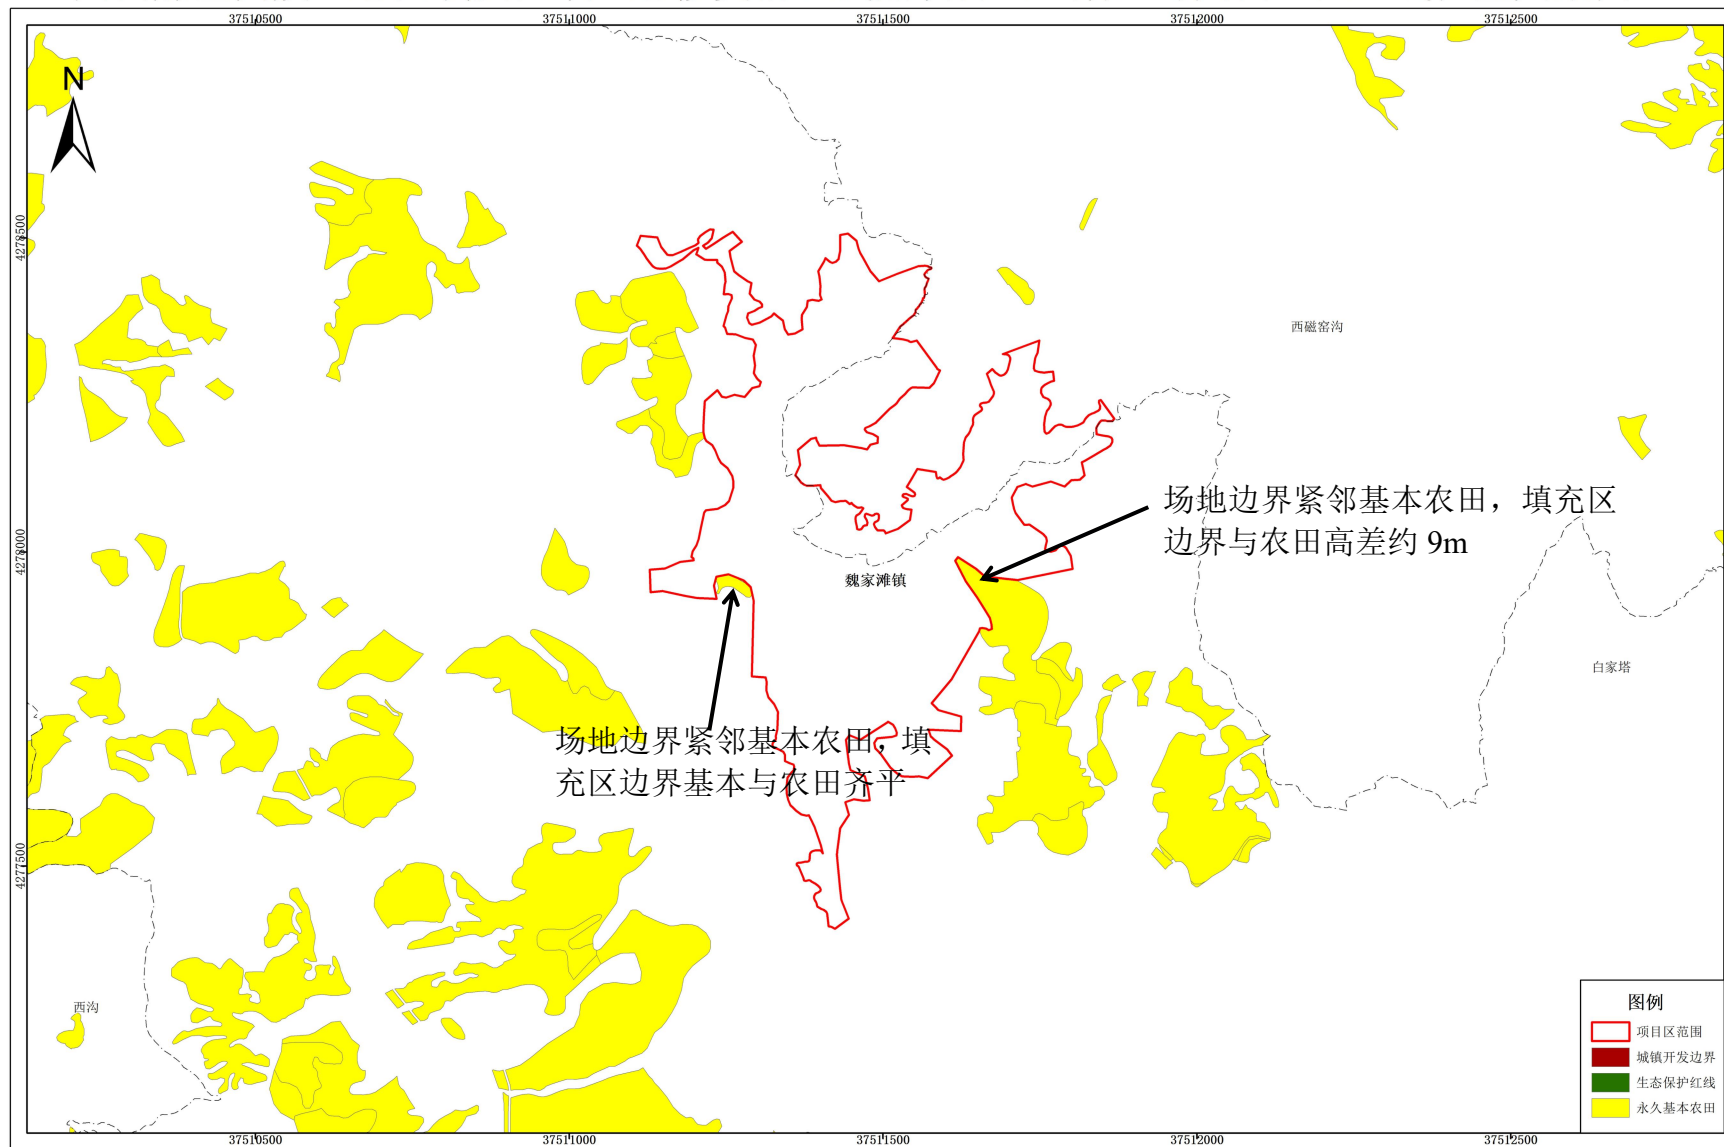 37510500 37511000 37511500 37512000 37512500
N
4278500
西磁窑沟
场地边界紧邻基本农田，填充区
边界与农田高差约 9m
4278000
魏家滩镇
白家塔
场地边界紧邻基本农田，填
充区边界基本与农田齐平
4277500
西沟
图例
项目区范围
城镇开发边界
生态保护红线
永久基本农田
37510500 37511000 37511500 37512000 37512500